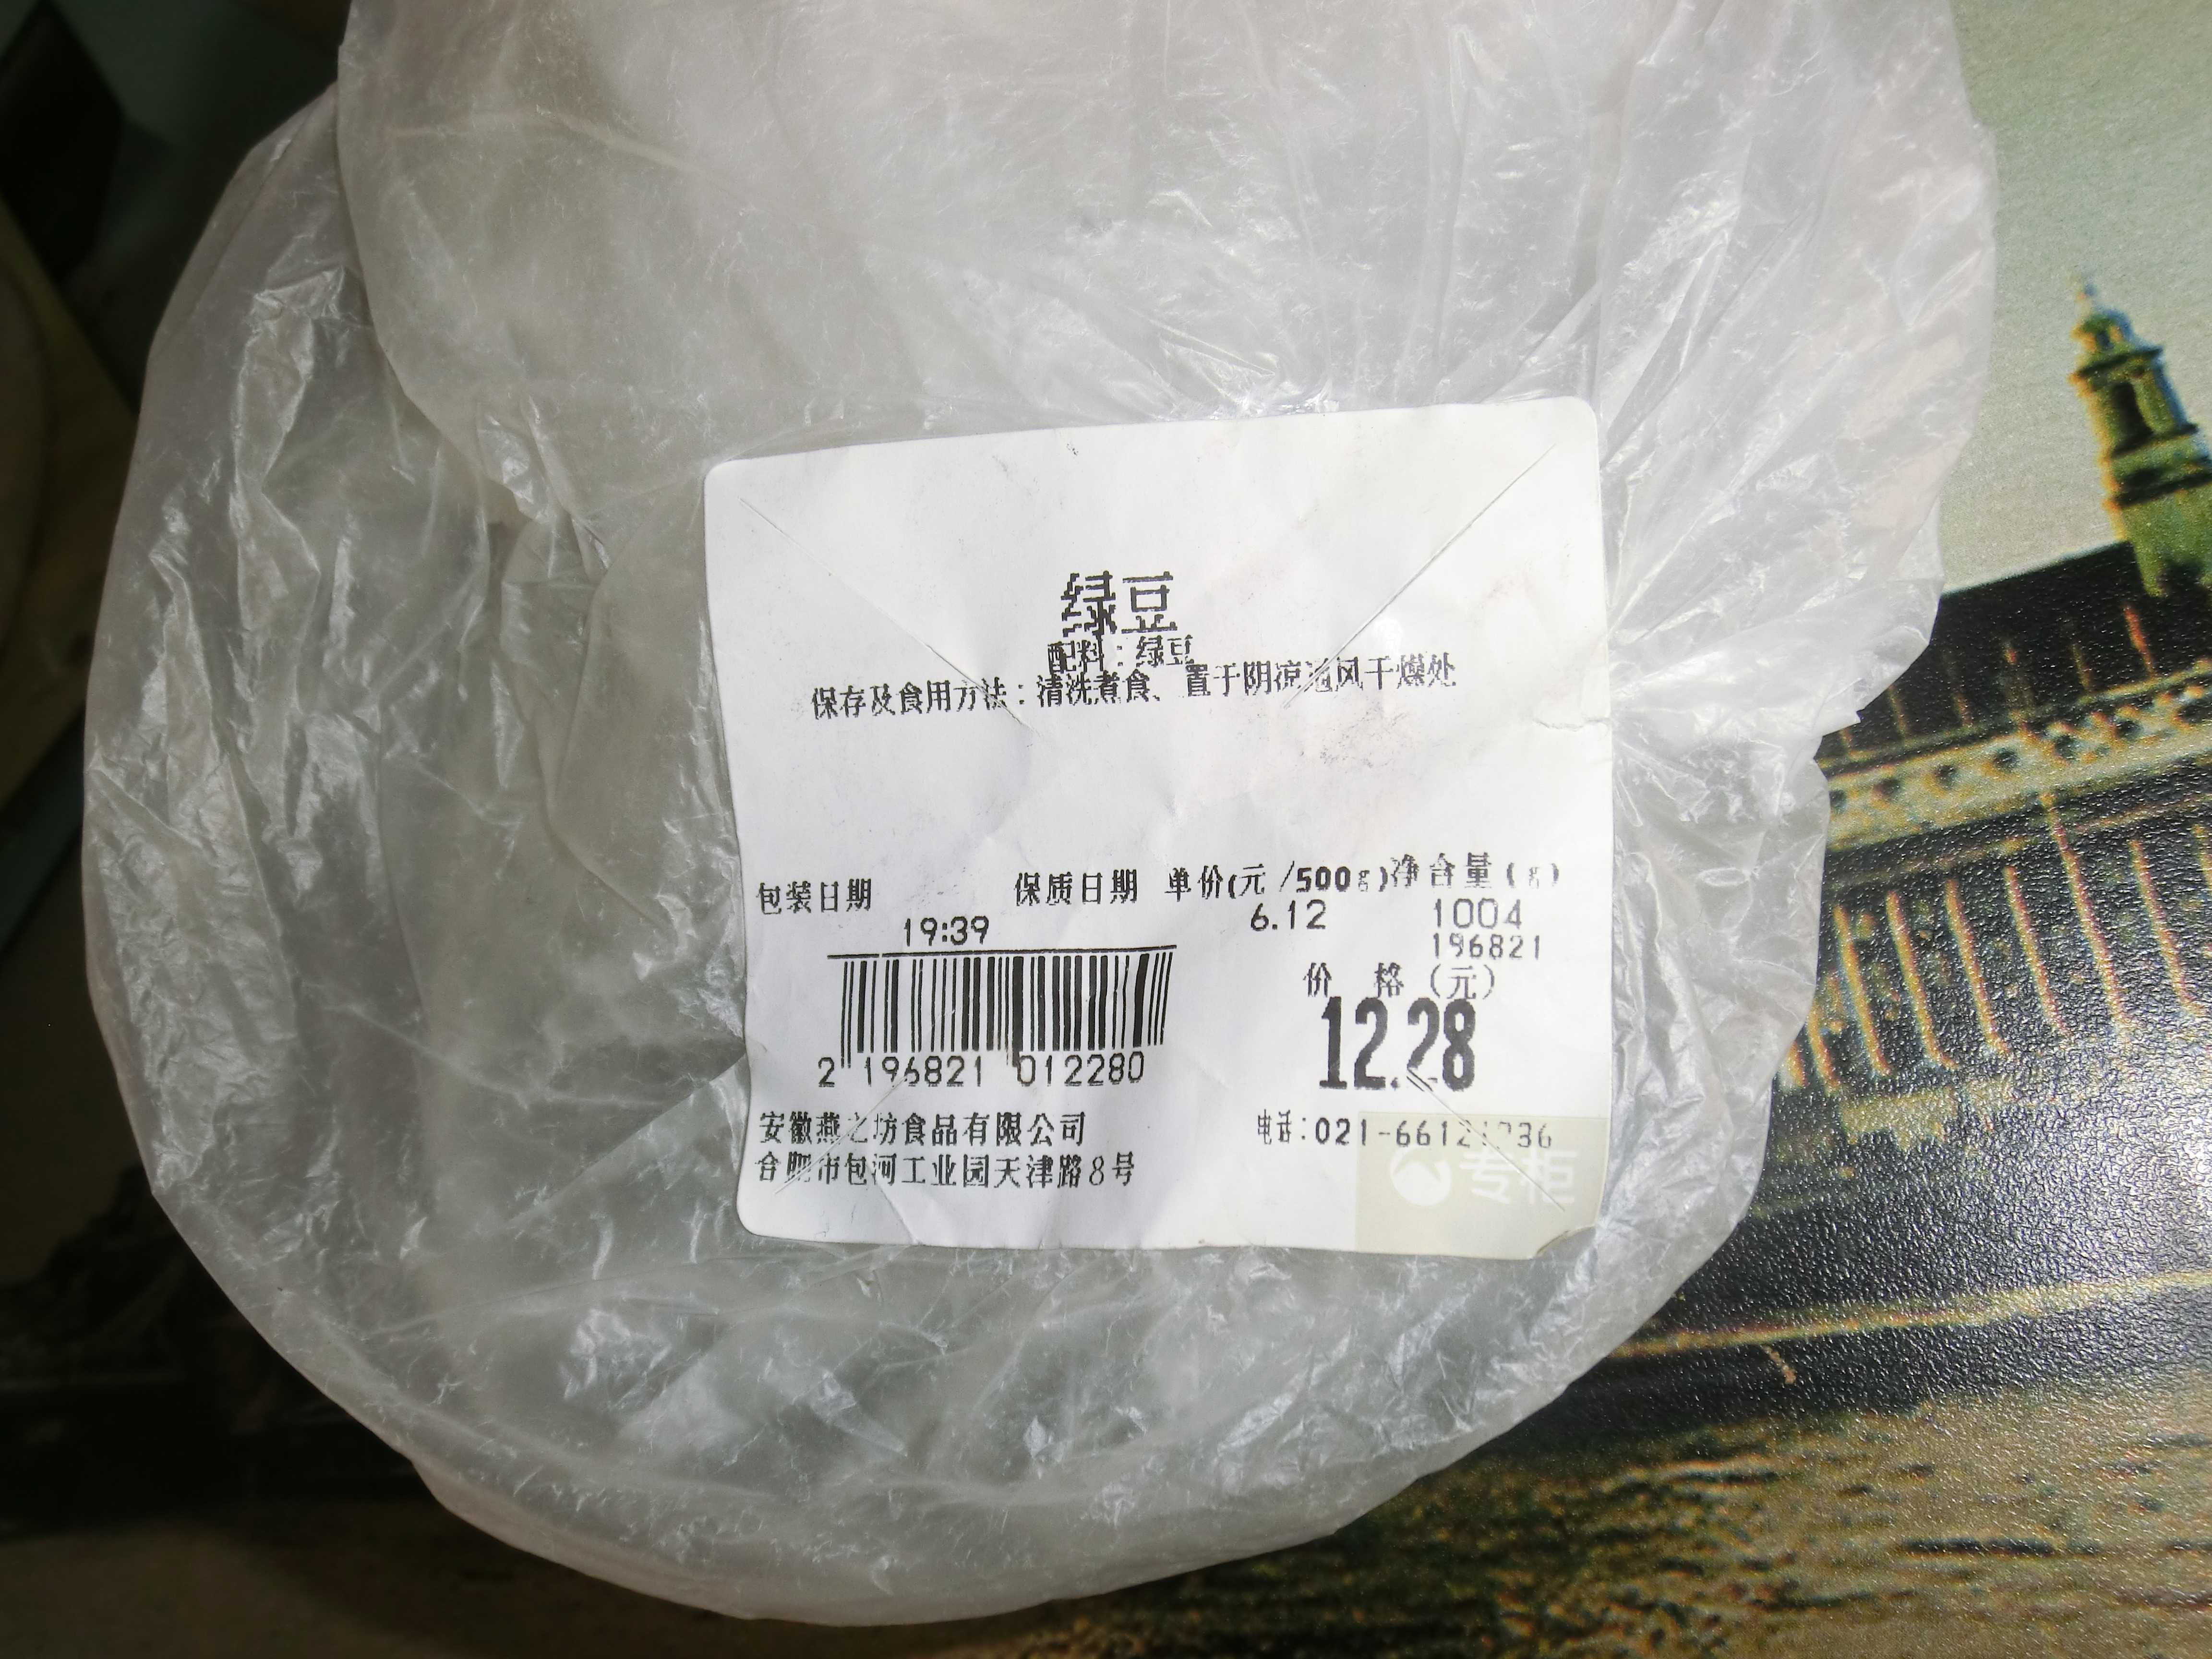 绿豆
配料：绿豆
保存及食用方法：清洗煮食、置于阴凉通风干燥处
包装日期 保质日期 单价(元/500g) 净含量(g)
19:39 6.12 1004
196821
价 格 (元)
12.28
2 196821 012280
安徽燕之坊食品有限公司 电话：
合肥市包河工业园天津路8号
专柜